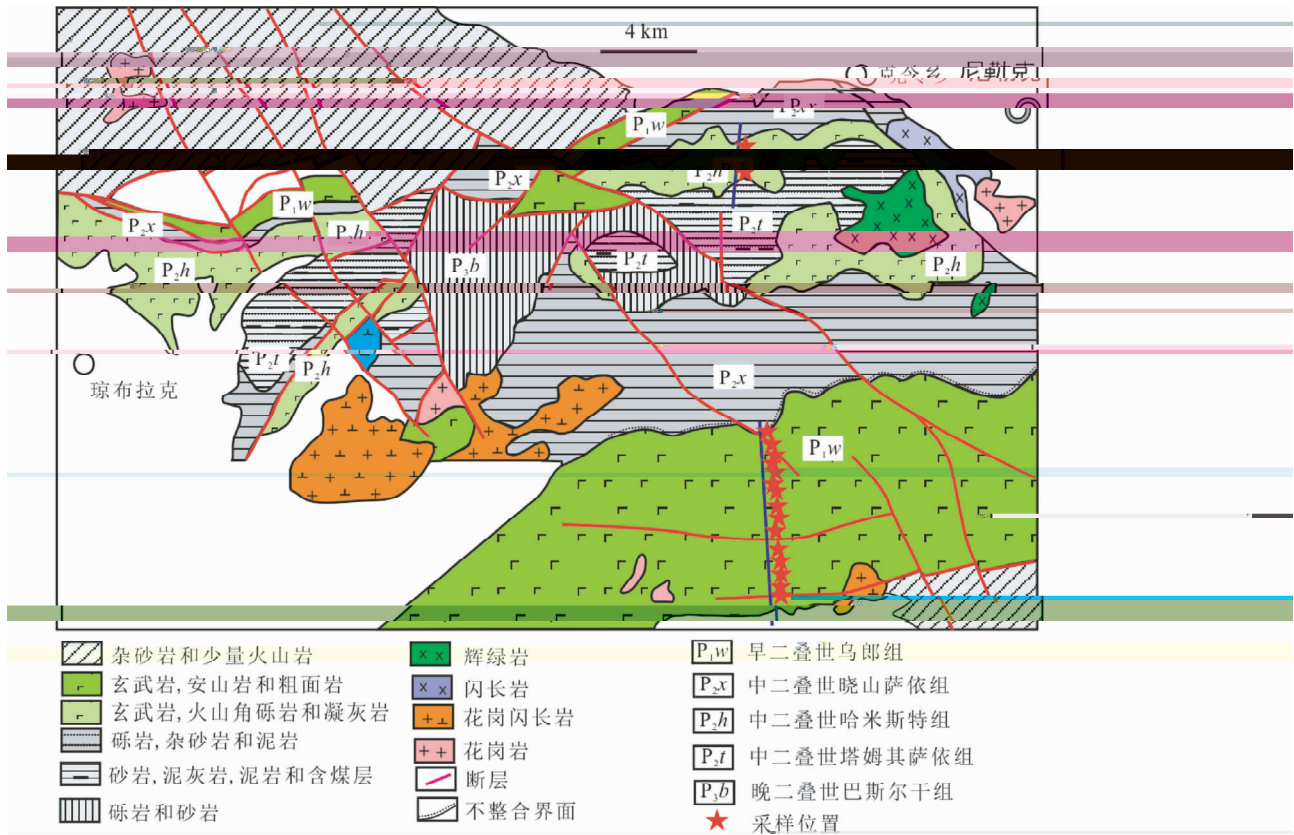 4 km
克令乡 尼勒克
P₂x
P₁w
P₂x
P₂h
P₁w
P₂x
P₂h
P₂t
P₃b
P₂t
P₂h
P₂h
P₂t
P₂h
P₂x
琼布拉克
P₁w
杂砂岩和少量火山岩
玄武岩,安山岩和粗面岩
玄武岩,火山角砾岩和凝灰岩
砾岩,杂砂岩和泥岩
砂岩,泥灰岩,泥岩和含煤层
砾岩和砂岩
辉绿岩
闪长岩
花岗闪长岩
花岗岩
断层
不整合界面
P₁w 早二叠世乌郎组
P₂x 中二叠世晓山萨依组
P₂h 中二叠世哈米斯特组
P₂t 中二叠世塔姆其萨依组
P₃b 晚二叠世巴斯尔干组
采样位置